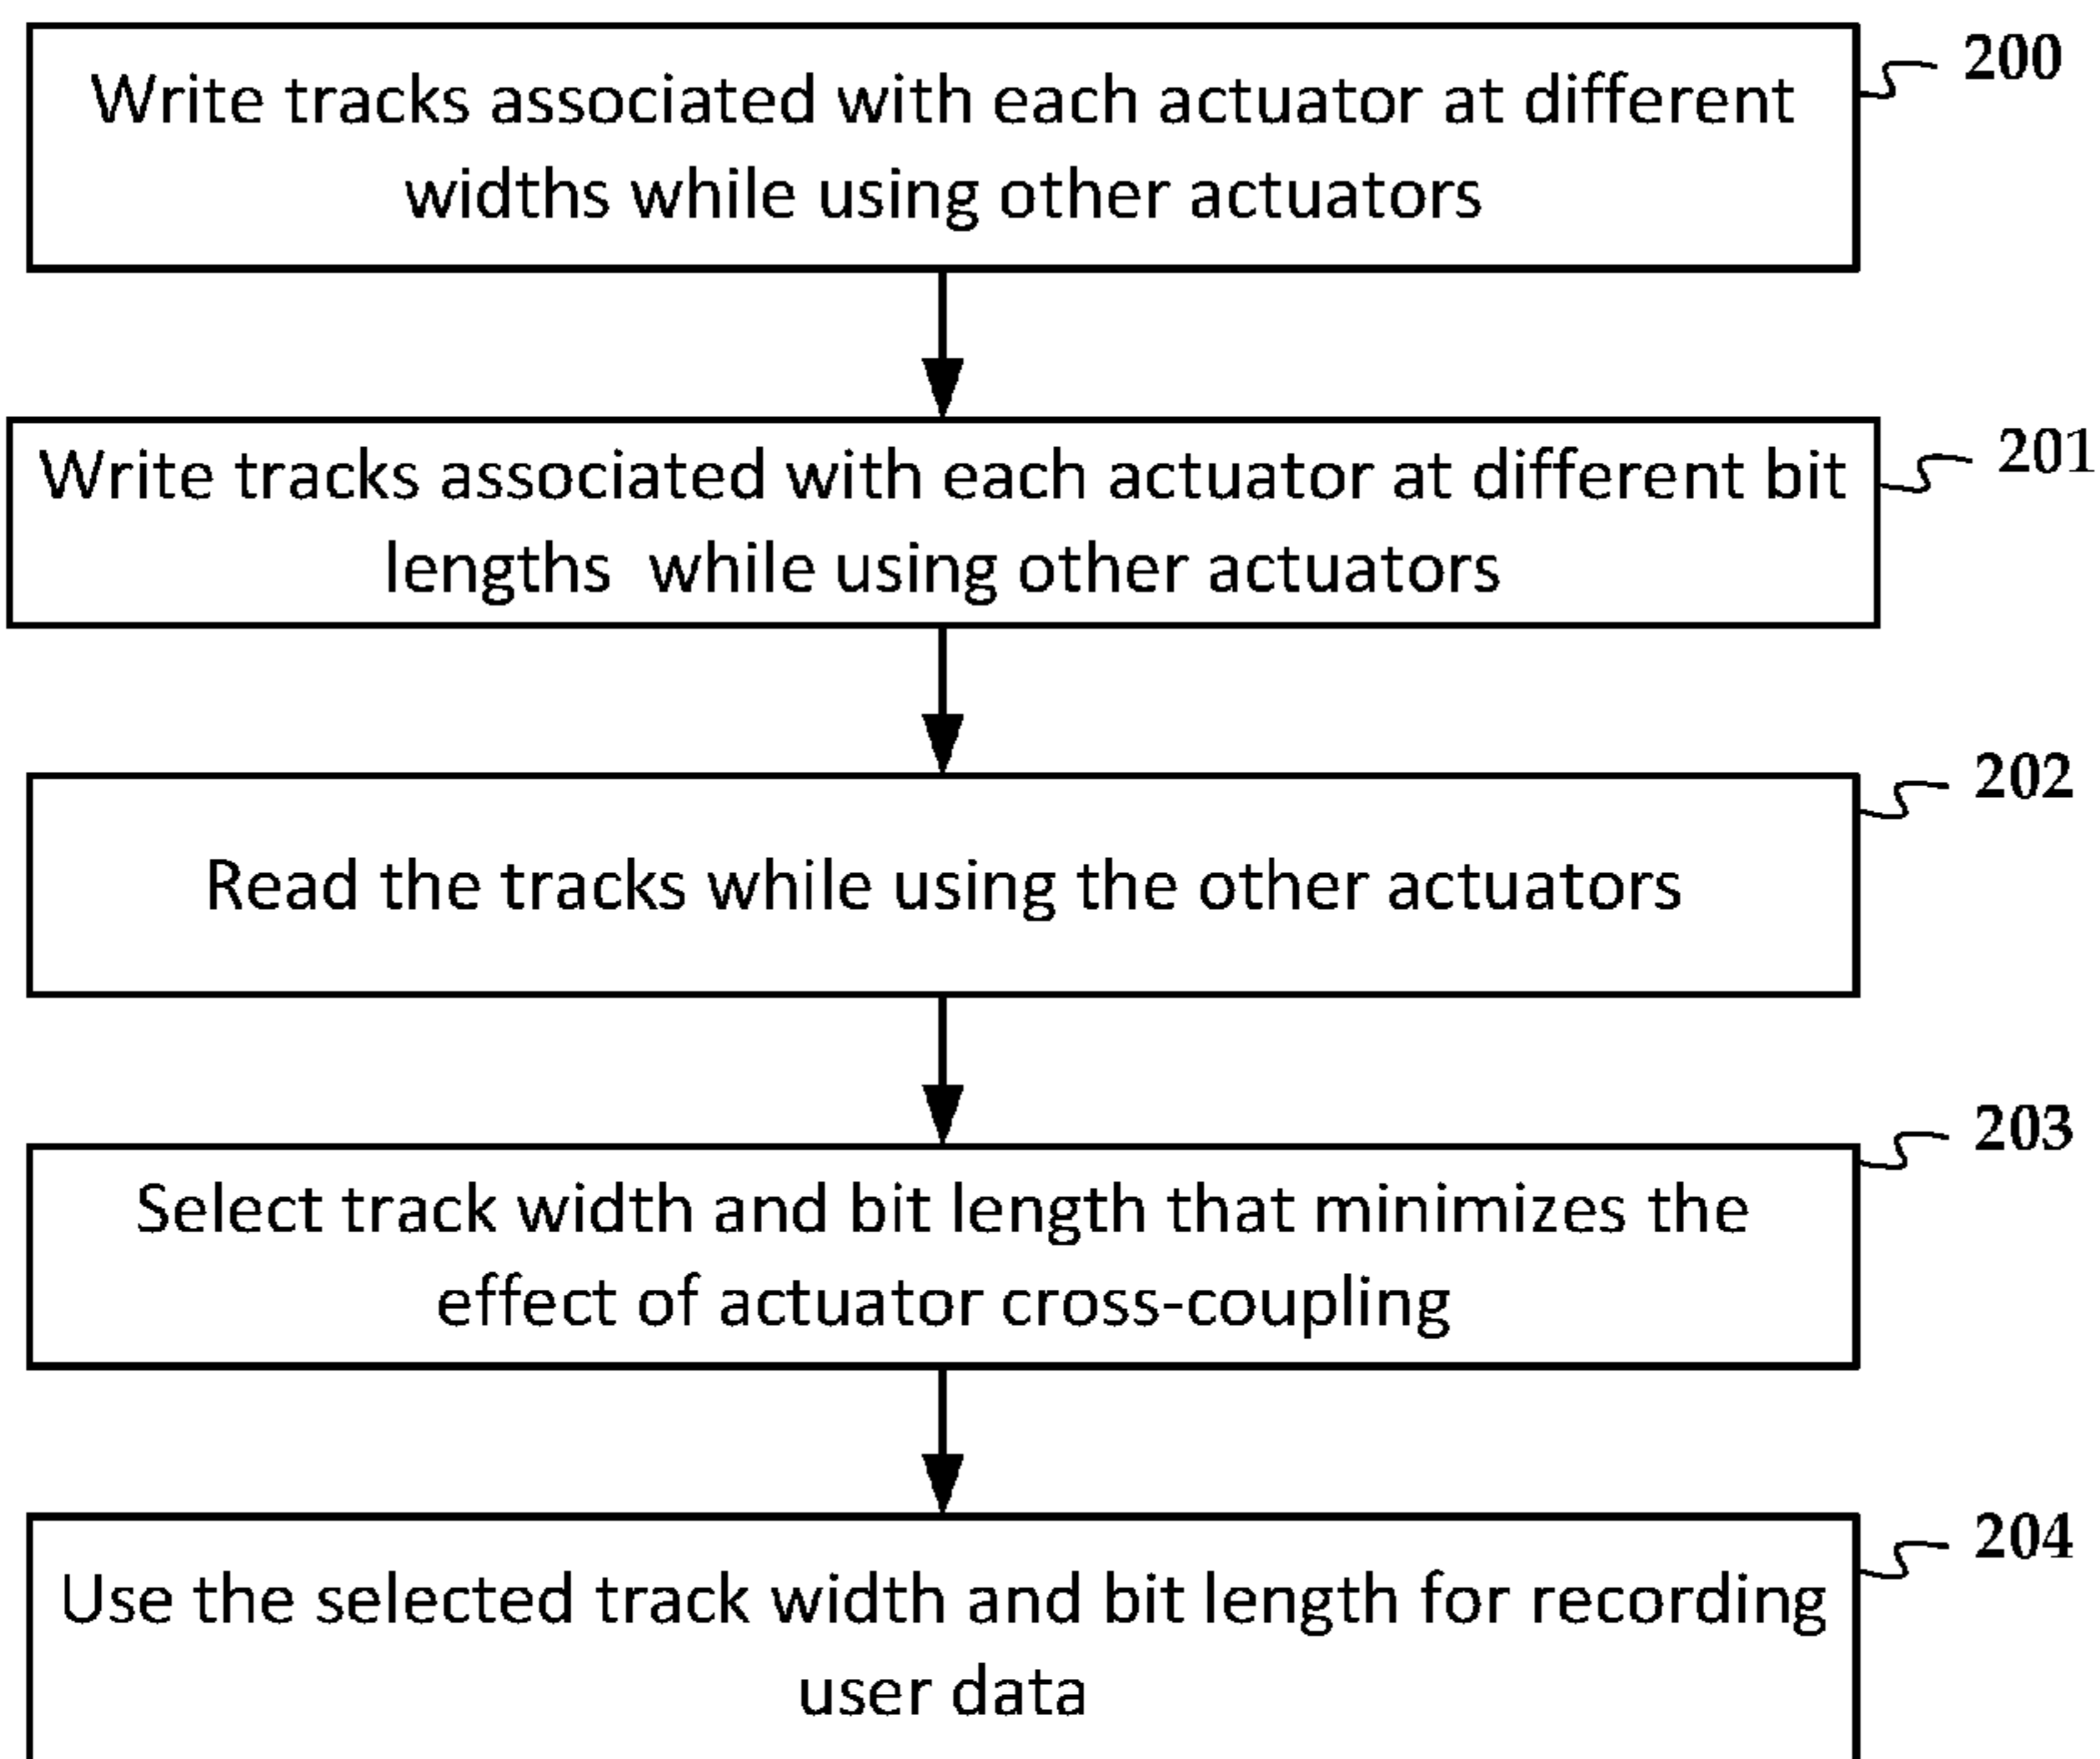 Write tracks associated with each actuator at different
widths while using other actuators
200
Write tracks associated with each actuator at different bit
lengths while using other actuators
201
Read the tracks while using the other actuators
202
Select track width and bit length that minimizes the
effect of actuator cross-coupling
203
Use the selected track width and bit length for recording
user data
204